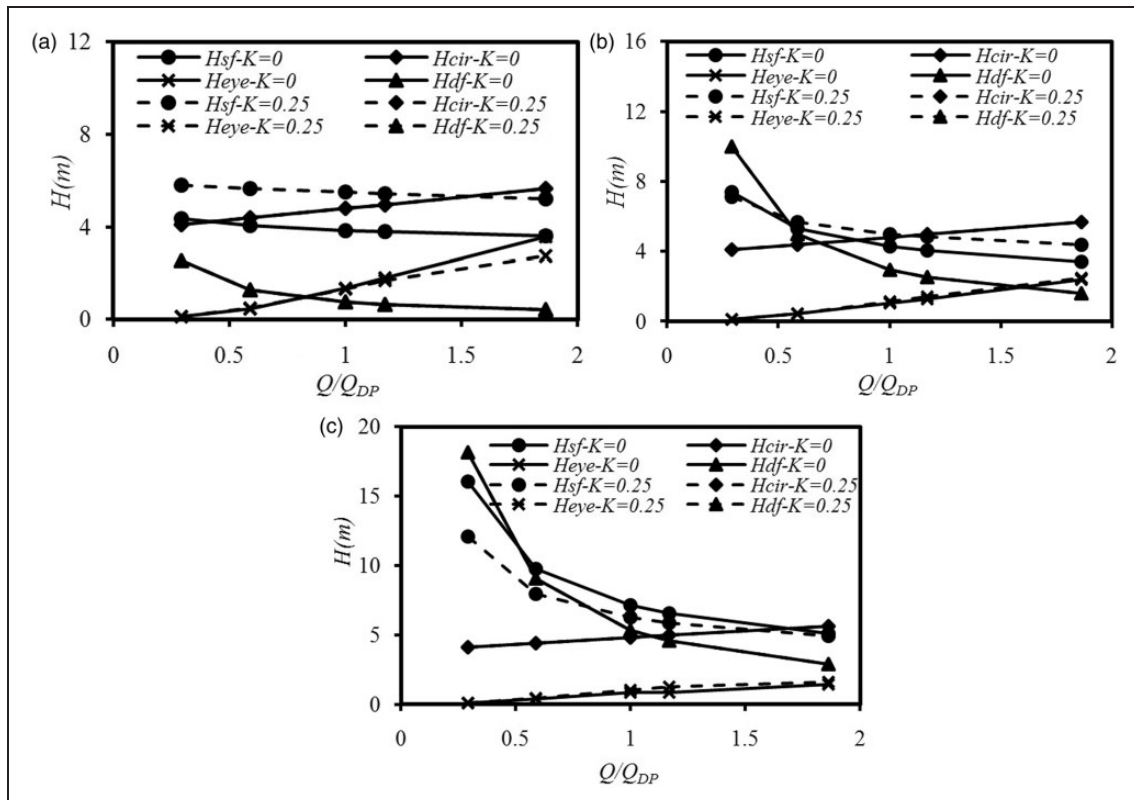 (a)
12
8
4
0
H(m)
Hsf-K=0
Hcir-K=0
Heye-K=0
Hdf-K=0
Hsf-K=0.25
Hcir-K=0.25
Heye-K=0.25
Hdf-K=0.25
0 0.5 1 1.5 2
Q/QDP
(b)
16
12
8
4
0
H(m)
Hsf-K=0
Hcir-K=0
Heye-K=0
Hdf-K=0
Hsf-K=0.25
Hcir-K=0.25
Heye-K=0.25
Hdf-K=0.25
0 0.5 1 1.5 2
Q/QDP
(c)
20
15
10
5
0
H(m)
Hsf-K=0
Hcir-K=0
Heye-K=0
Hdf-K=0
Hsf-K=0.25
Hcir-K=0.25
Heye-K=0.25
Hdf-K=0.25
0 0.5 1 1.5 2
Q/QDP